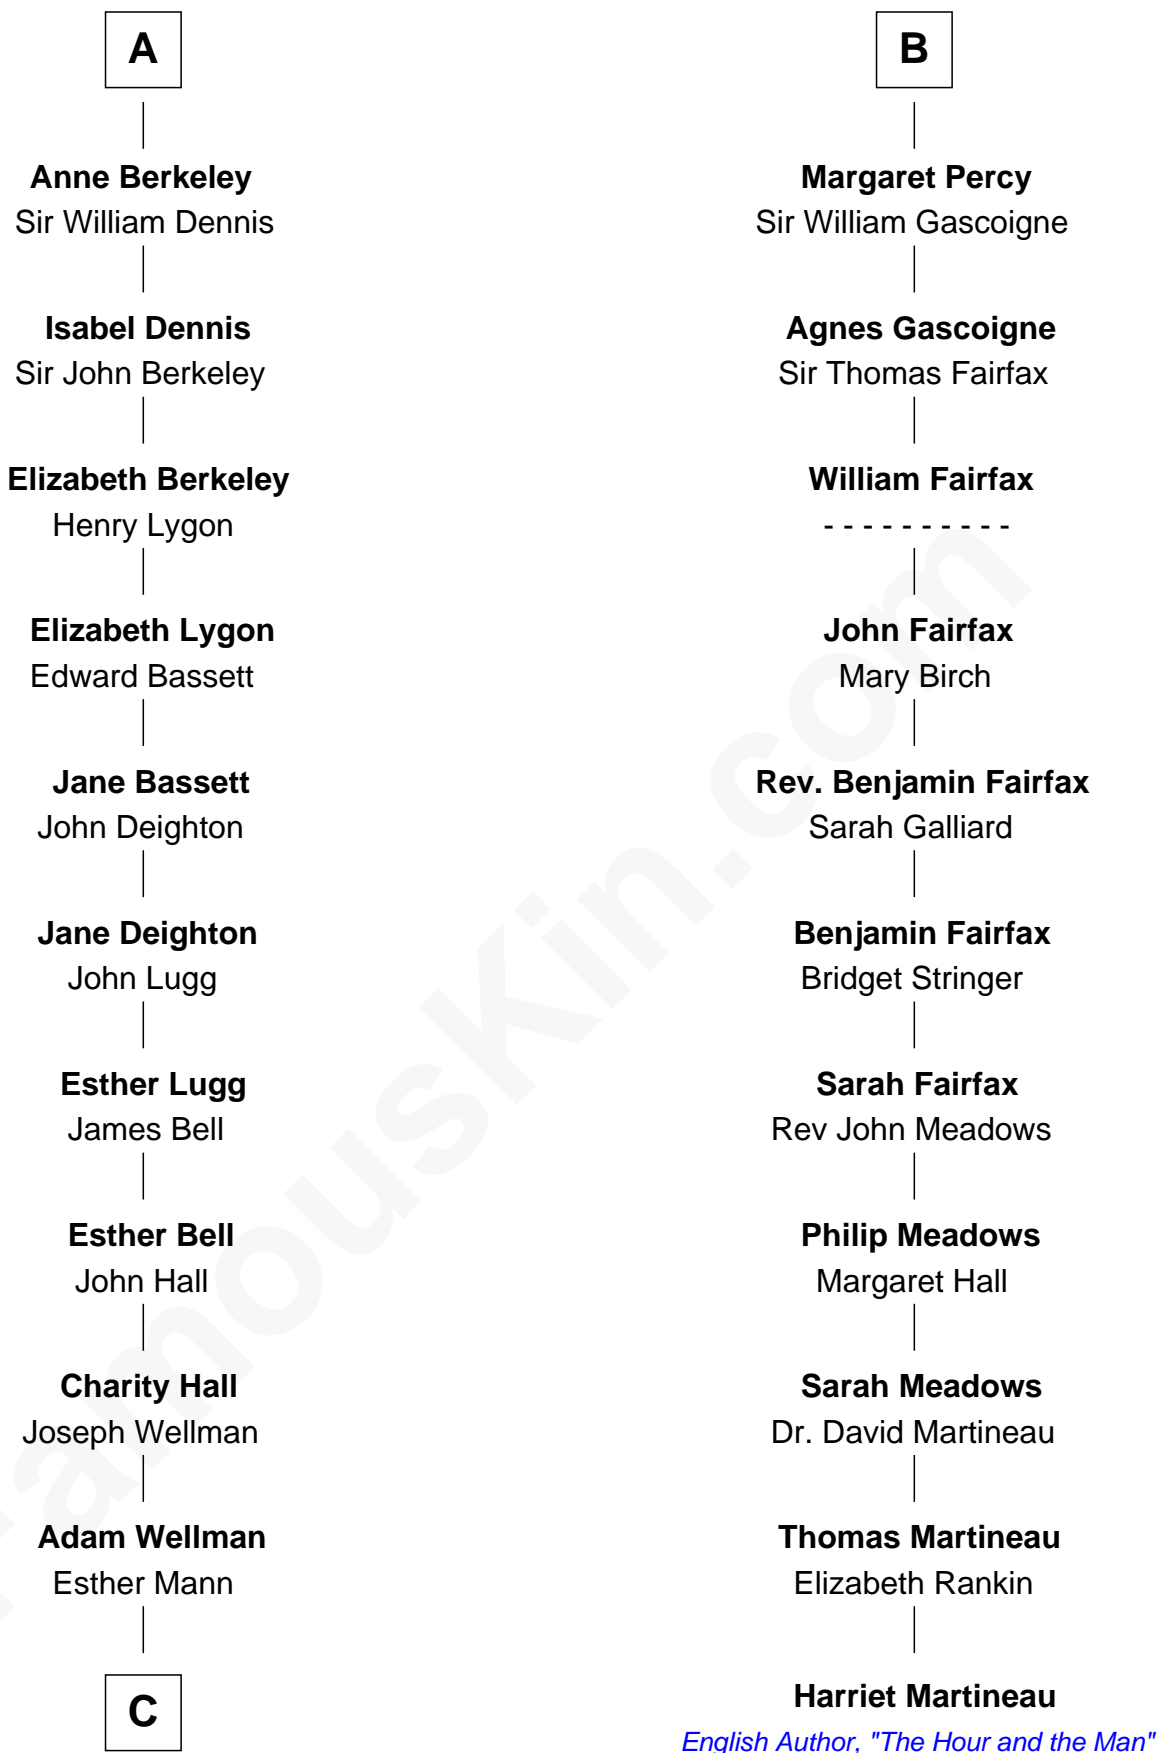 A
Anne Berkeley
Sir William Dennis
Isabel Dennis
Sir John Berkeley
Elizabeth Berkeley
Henry Lygon
Elizabeth Lygon
Edward Bassett
Jane Bassett
John Deighton
Jane Deighton
John Lugg
Esther Lugg
James Bell
Esther Bell
John Hall
Charity Hall
Joseph Wellman
Adam Wellman
Esther Mann
C
B
Margaret Percy
Sir William Gascoigne
Agnes Gascoigne
Sir Thomas Fairfax
William Fairfax
- - - - - - - - - -
John Fairfax
Mary Birch
Rev. Benjamin Fairfax
Sarah Galliard
Benjamin Fairfax
Bridget Stringer
Sarah Fairfax
Rev John Meadows
Philip Meadows
Margaret Hall
Sarah Meadows
Dr. David Martineau
Thomas Martineau
Elizabeth Rankin
Harriet Martineau
English Author, "The Hour and the Man"
FamousKin.com